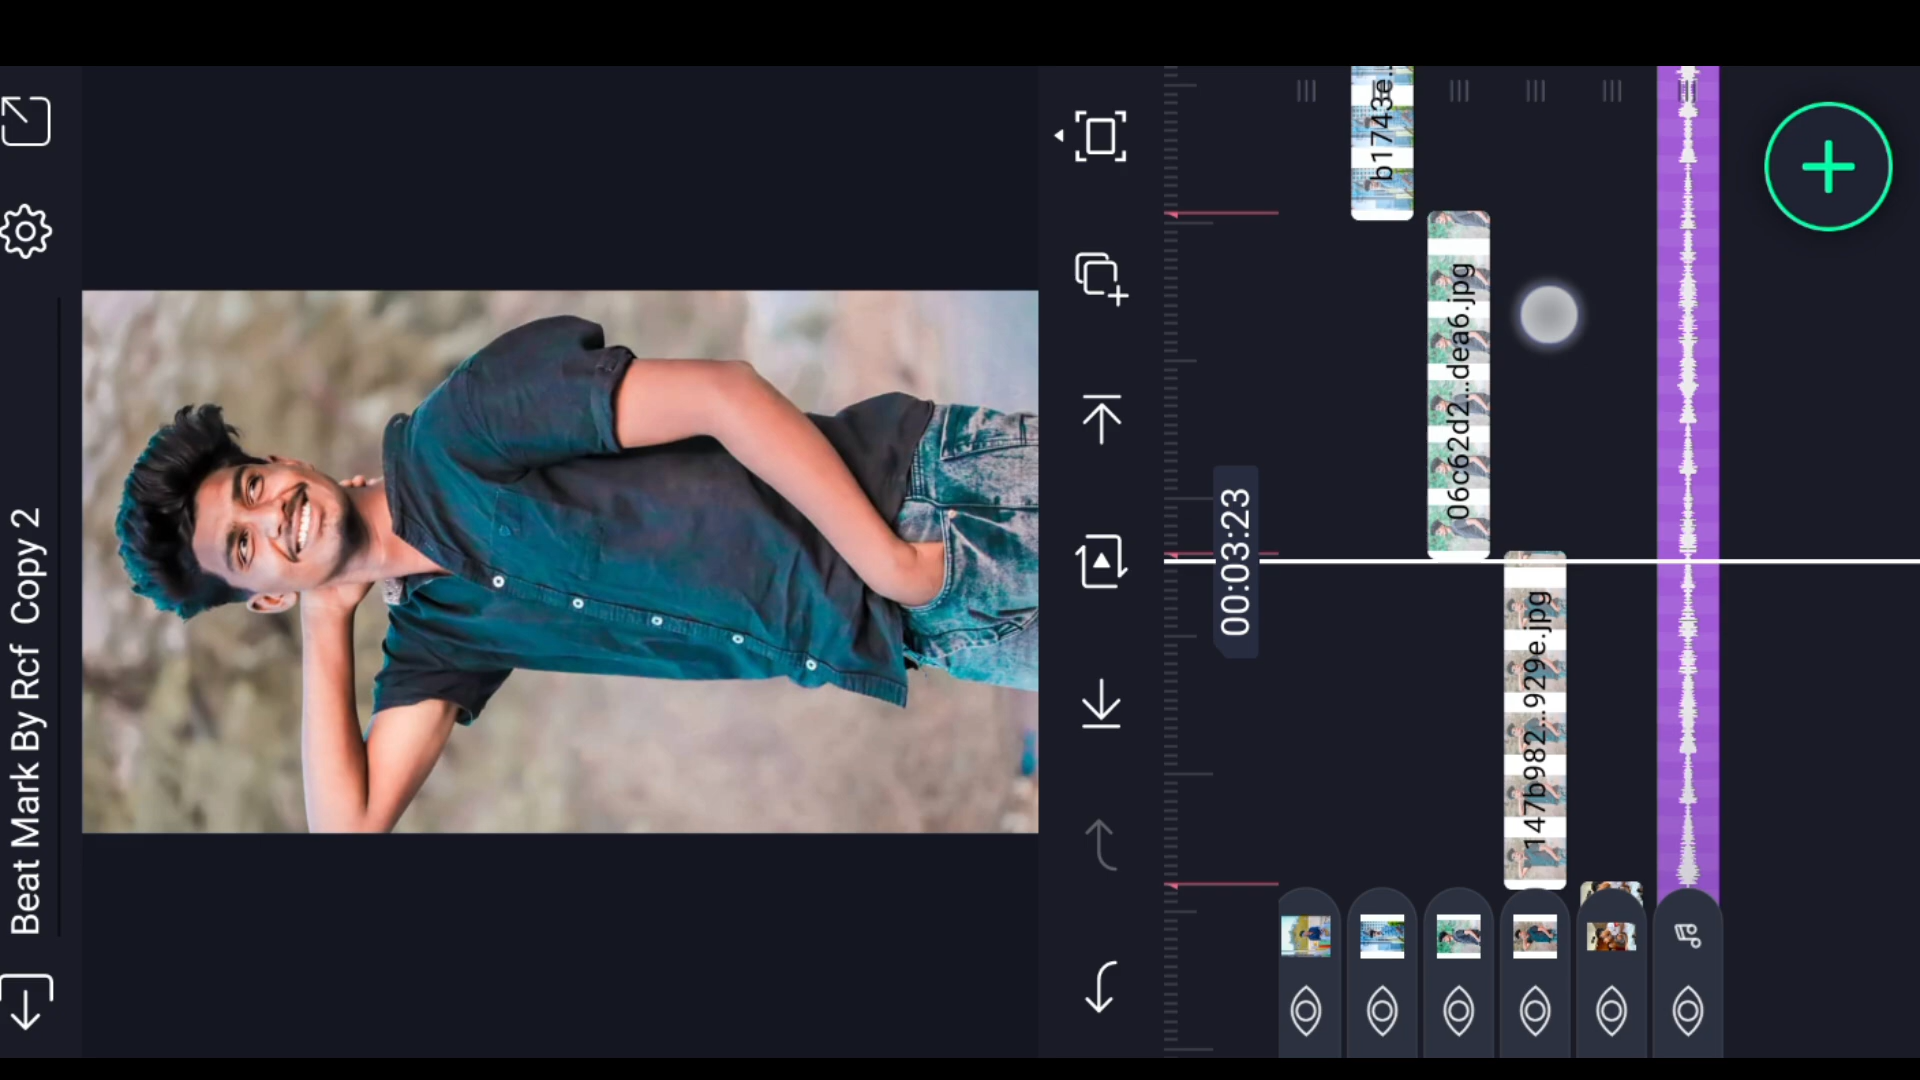 Beat Mark By Rcf Copy 2
00:03:23
b1743e.
06c62d2...dea6.jpg
147b982...929e.jpg